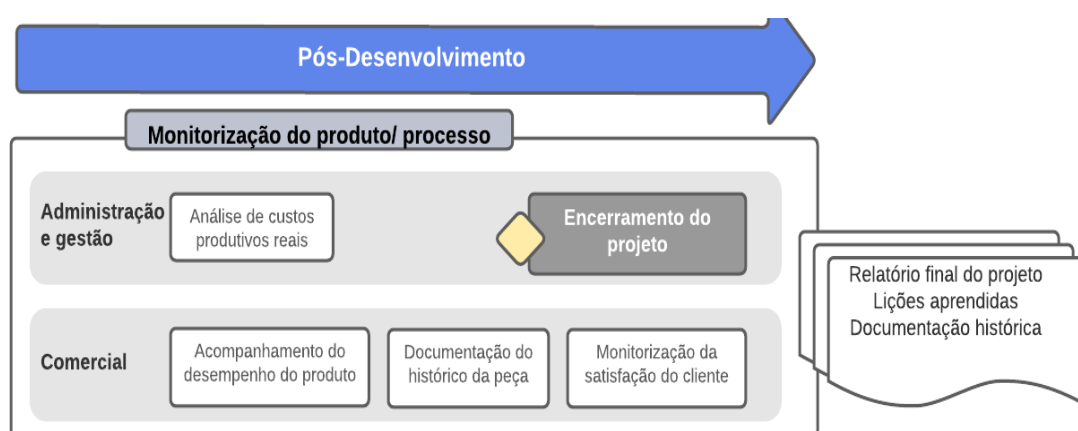 Pós-Desenvolvimento
Monitorização do produto/ processo
Administração
e gestão
Análise de custos
produtivos reais
Encerramento do
projeto
Relatório final do projeto
Lições aprendidas
Documentação histórica
Comercial
Acompanhamento do
desempenho do produto
Documentação do
histórico da peça
Monitorização da
satisfação do cliente